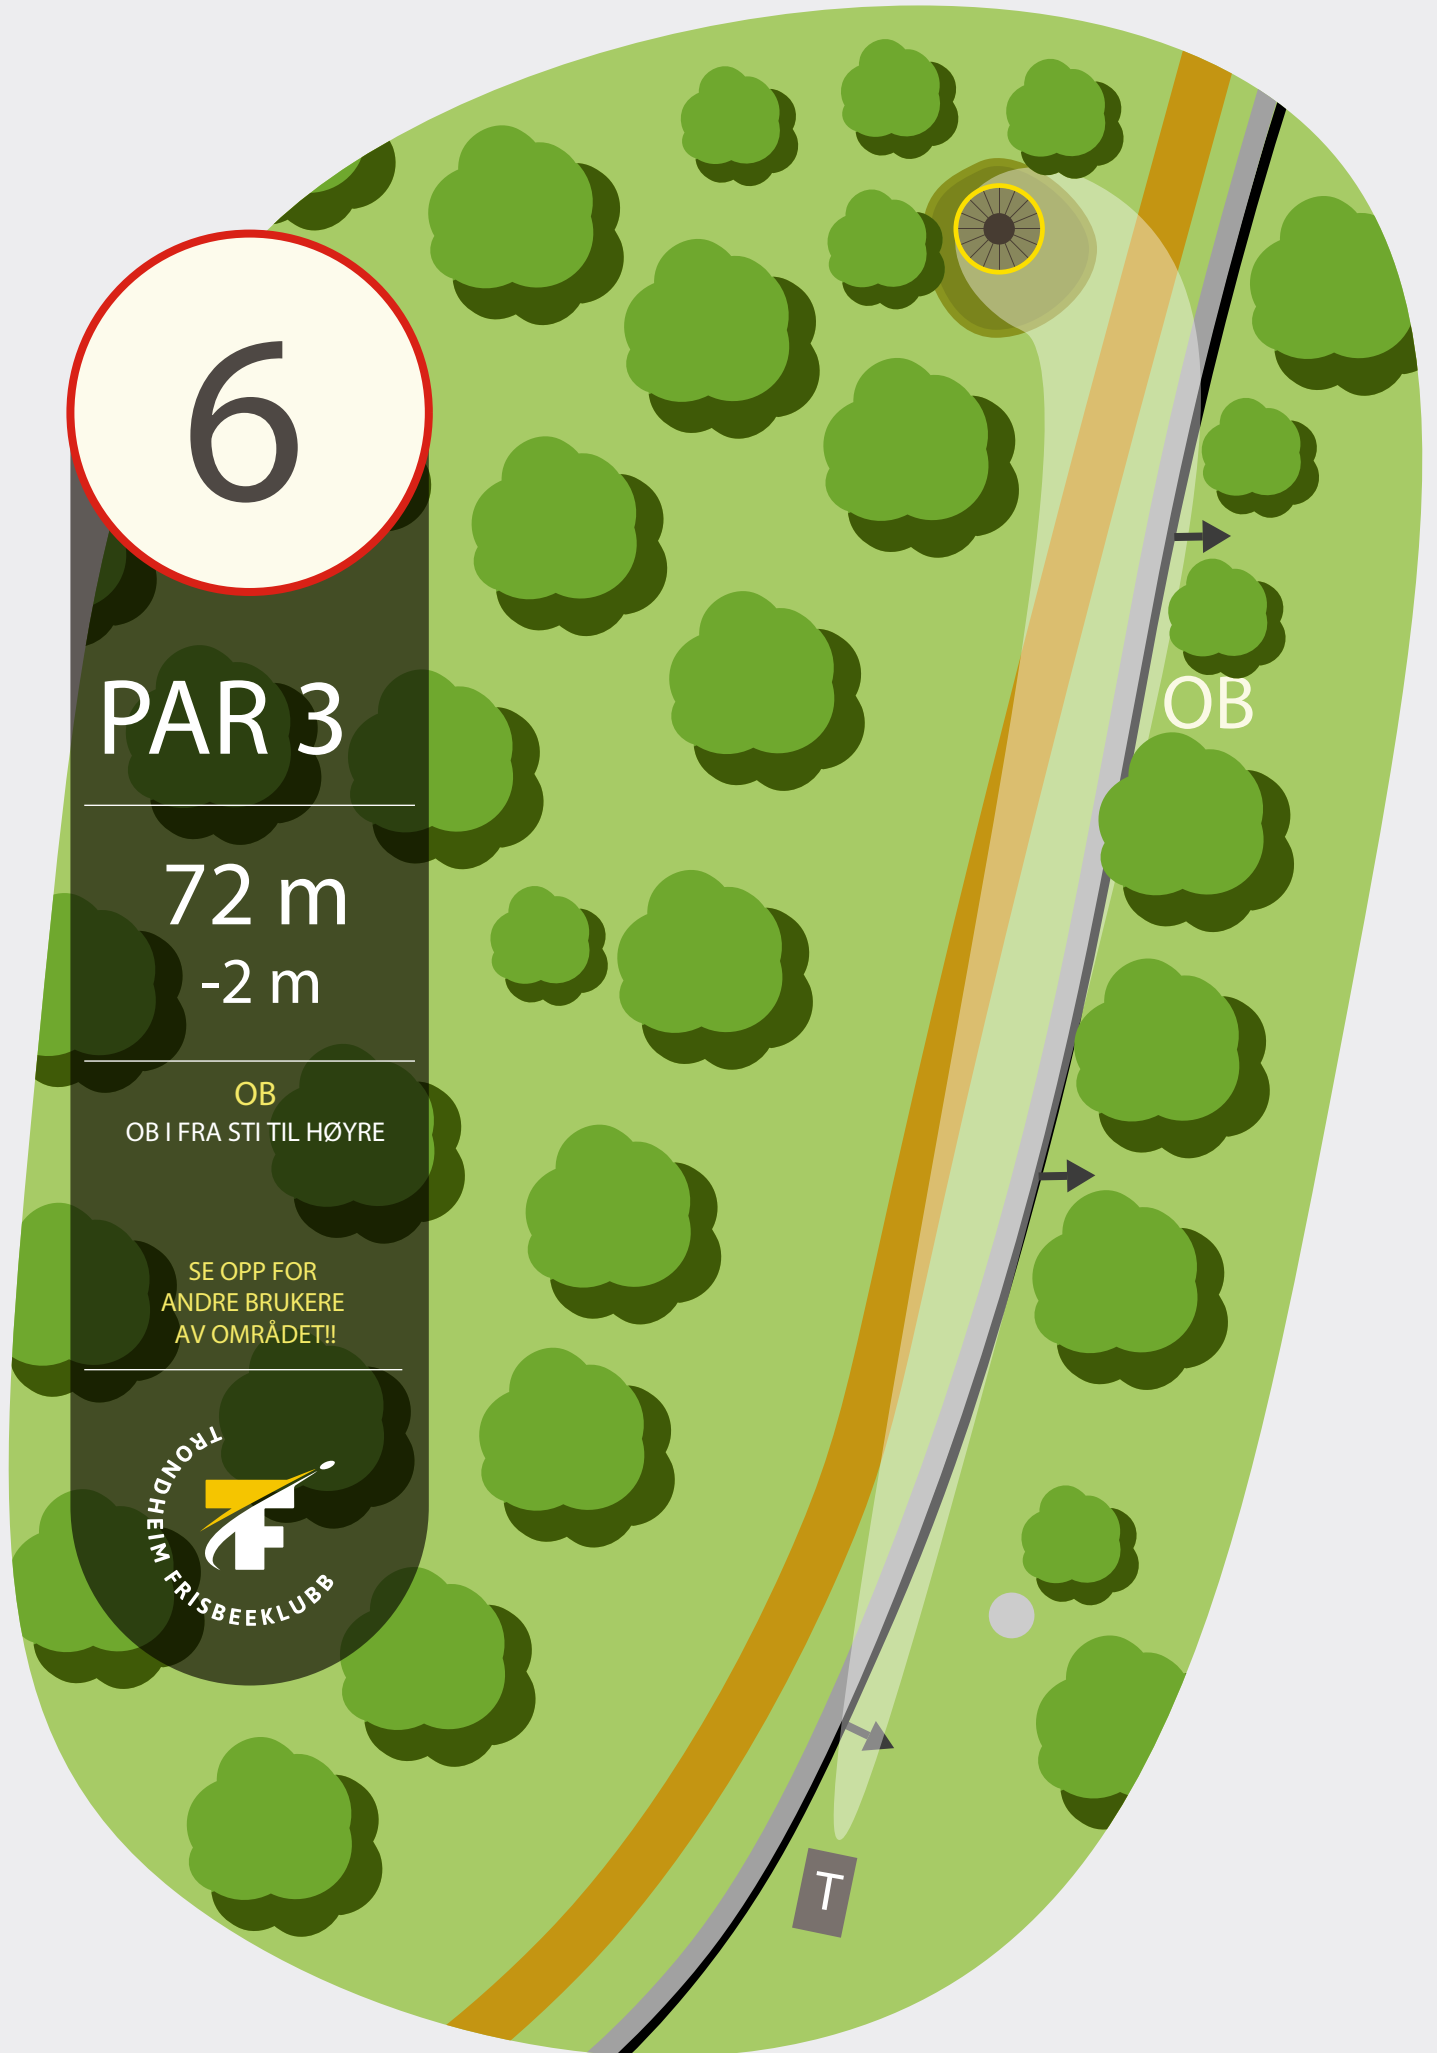 6
PAR 3
72 m
-2 m
OB
OB I FRA STI TIL HØYRE
SE OPP FOR
ANDRE BRUKERE
AV OMRÅDET!!
TRONDHEIM FRISBEEKLUBB
OB
T